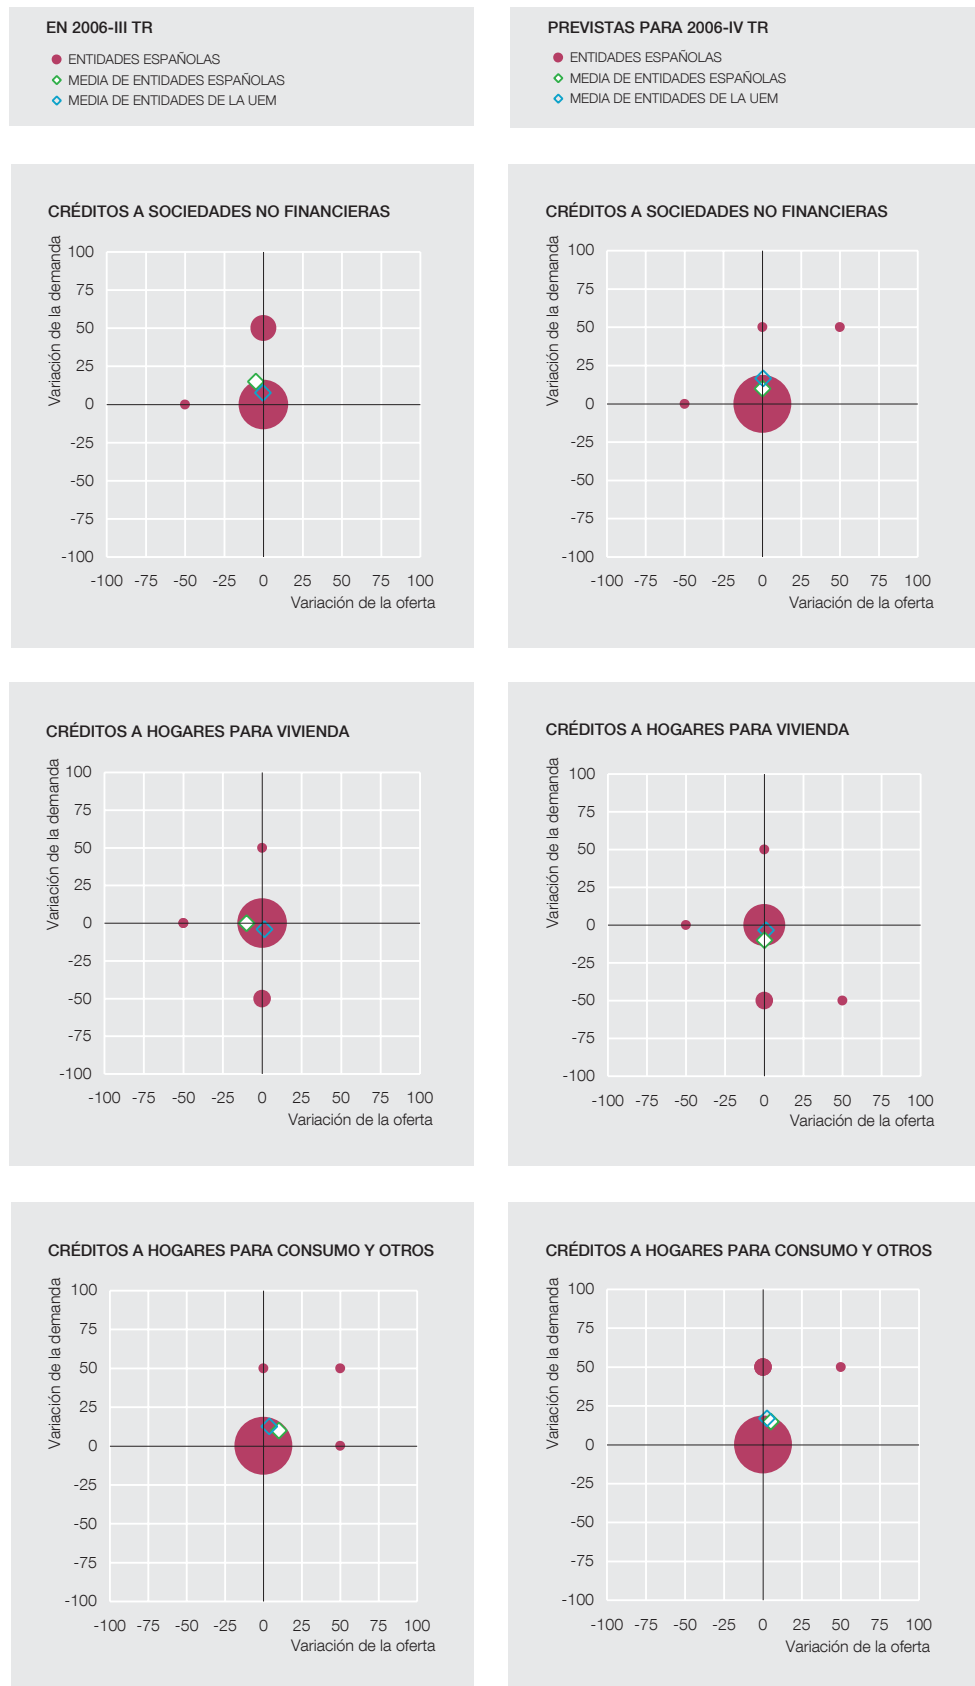 EN 2006-III TR
ENTIDADES ESPAÑOLAS
MEDIA DE ENTIDADES ESPAÑOLAS
MEDIA DE ENTIDADES DE LA UEM
PREVISTAS PARA 2006-IV TR
ENTIDADES ESPAÑOLAS
MEDIA DE ENTIDADES ESPAÑOLAS
MEDIA DE ENTIDADES DE LA UEM
CRÉDITOS A SOCIEDADES NO FINANCIERAS
Variación de la demanda
100
75
50
25
0
-25
-50
-75
-100
-100 -75 -50 -25 0 25 50 75 100
Variación de la oferta
CRÉDITOS A SOCIEDADES NO FINANCIERAS
Variación de la demanda
100
75
50
25
0
-25
-50
-75
-100
-100 -75 -50 -25 0 25 50 75 100
Variación de la oferta
CRÉDITOS A HOGARES PARA VIVIENDA
Variación de la demanda
100
75
50
25
0
-25
-50
-75
-100
-100 -75 -50 -25 0 25 50 75 100
Variación de la oferta
CRÉDITOS A HOGARES PARA VIVIENDA
Variación de la demanda
100
75
50
25
0
-25
-50
-75
-100
-100 -75 -50 -25 0 25 50 75 100
Variación de la oferta
CRÉDITOS A HOGARES PARA CONSUMO Y OTROS
Variación de la demanda
100
75
50
25
0
-25
-50
-75
-100
-100 -75 -50 -25 0 25 50 75 100
Variación de la oferta
CRÉDITOS A HOGARES PARA CONSUMO Y OTROS
Variación de la demanda
100
75
50
25
0
-25
-50
-75
-100
-100 -75 -50 -25 0 25 50 75 100
Variación de la oferta